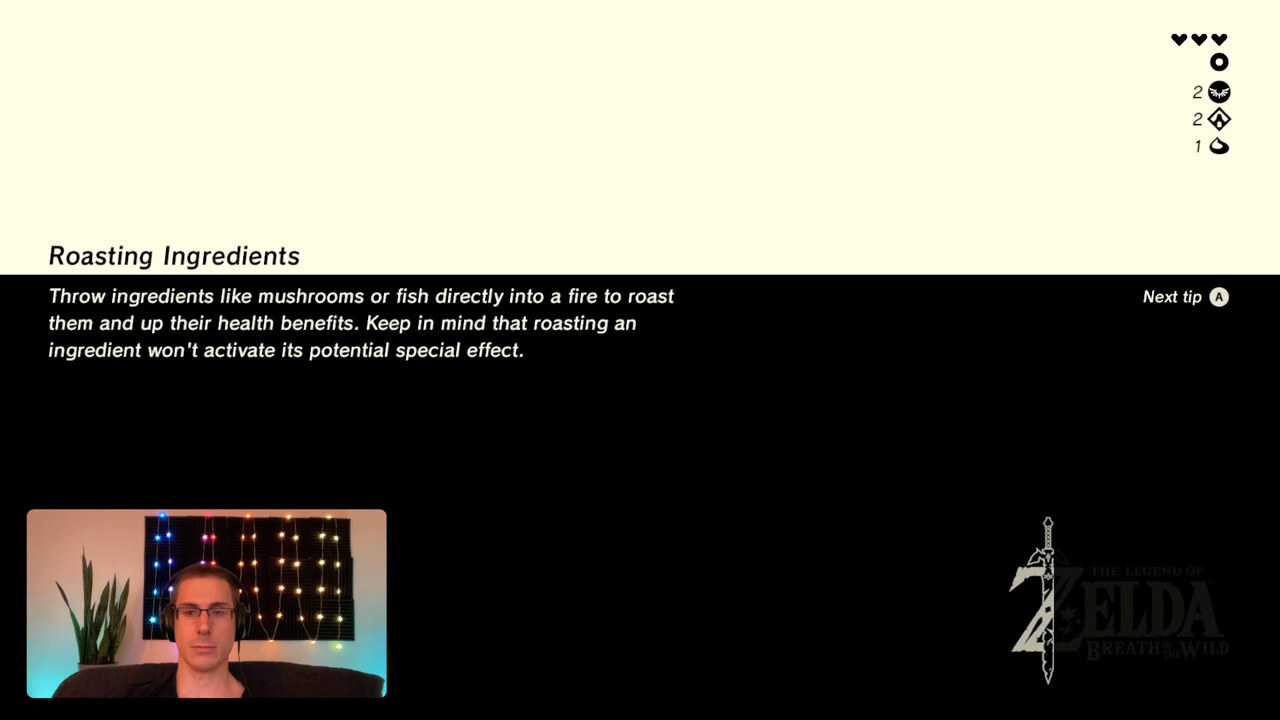 2
2
1
Roasting Ingredients
Throw ingredients like mushrooms or fish directly into a fire to roast
them and up their health benefits. Keep in mind that roasting an
ingredient won't activate its potential special effect.
Next tip A
THE LEGEND OF
ZELDA
BREATH OF THE WILD